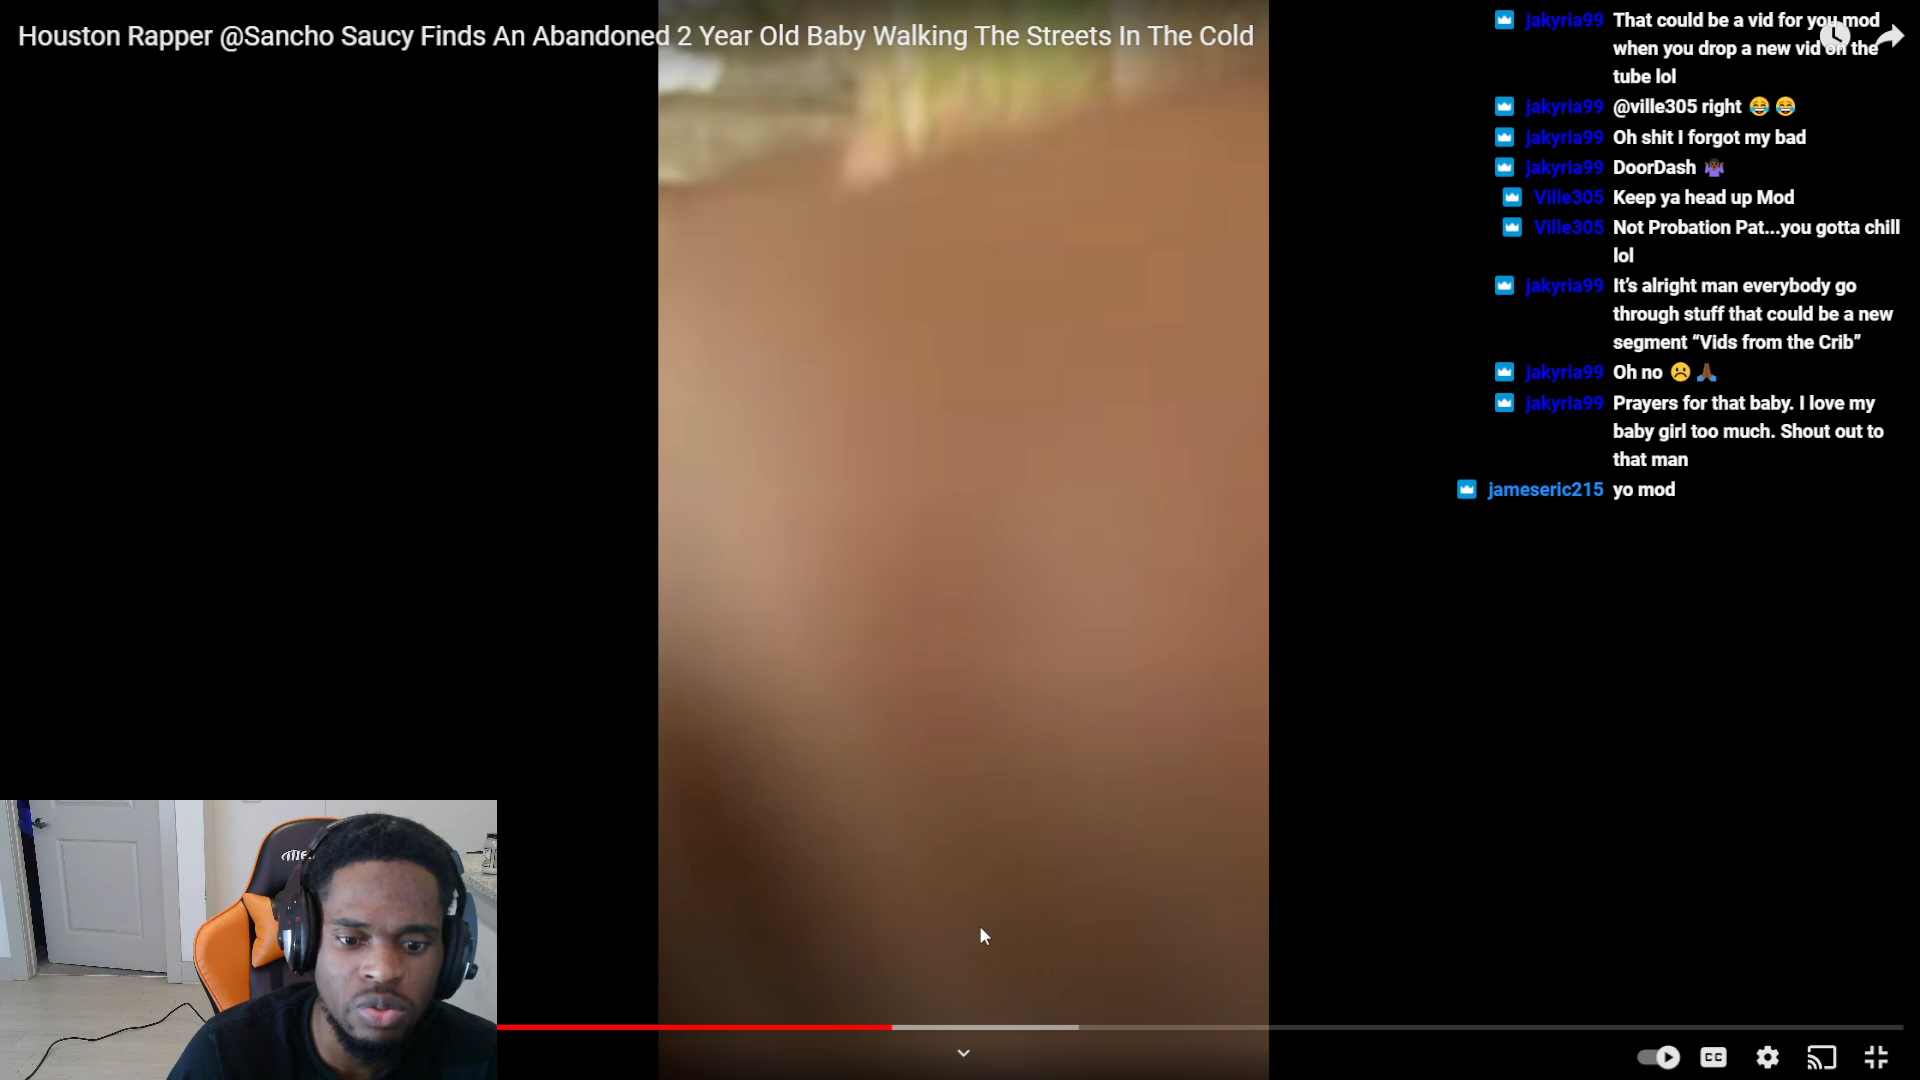 Houston Rapper @Sancho Saucy Finds An Abandoned 2 Year Old Baby Walking The Streets In The Cold
jakyria99 That could be a vid for you mod
when you drop a new vid on the
tube lol
jakyria99 @ville305 right 😂 😂
jakyria99 Oh shit I forgot my bad
jakyria99 DoorDash 🤷🏾‍♀️
Ville305 Keep ya head up Mod
Ville305 Not Probation Pat...you gotta chill
lol
jakyria99 It’s alright man everybody go
through stuff that could be a new
segment “Vids from the Crib”
jakyria99 Oh no ☹️ 🙏🏾
jakyria99 Prayers for that baby. I love my
baby girl too much. Shout out to
that man
jameseric215 yo mod
CC